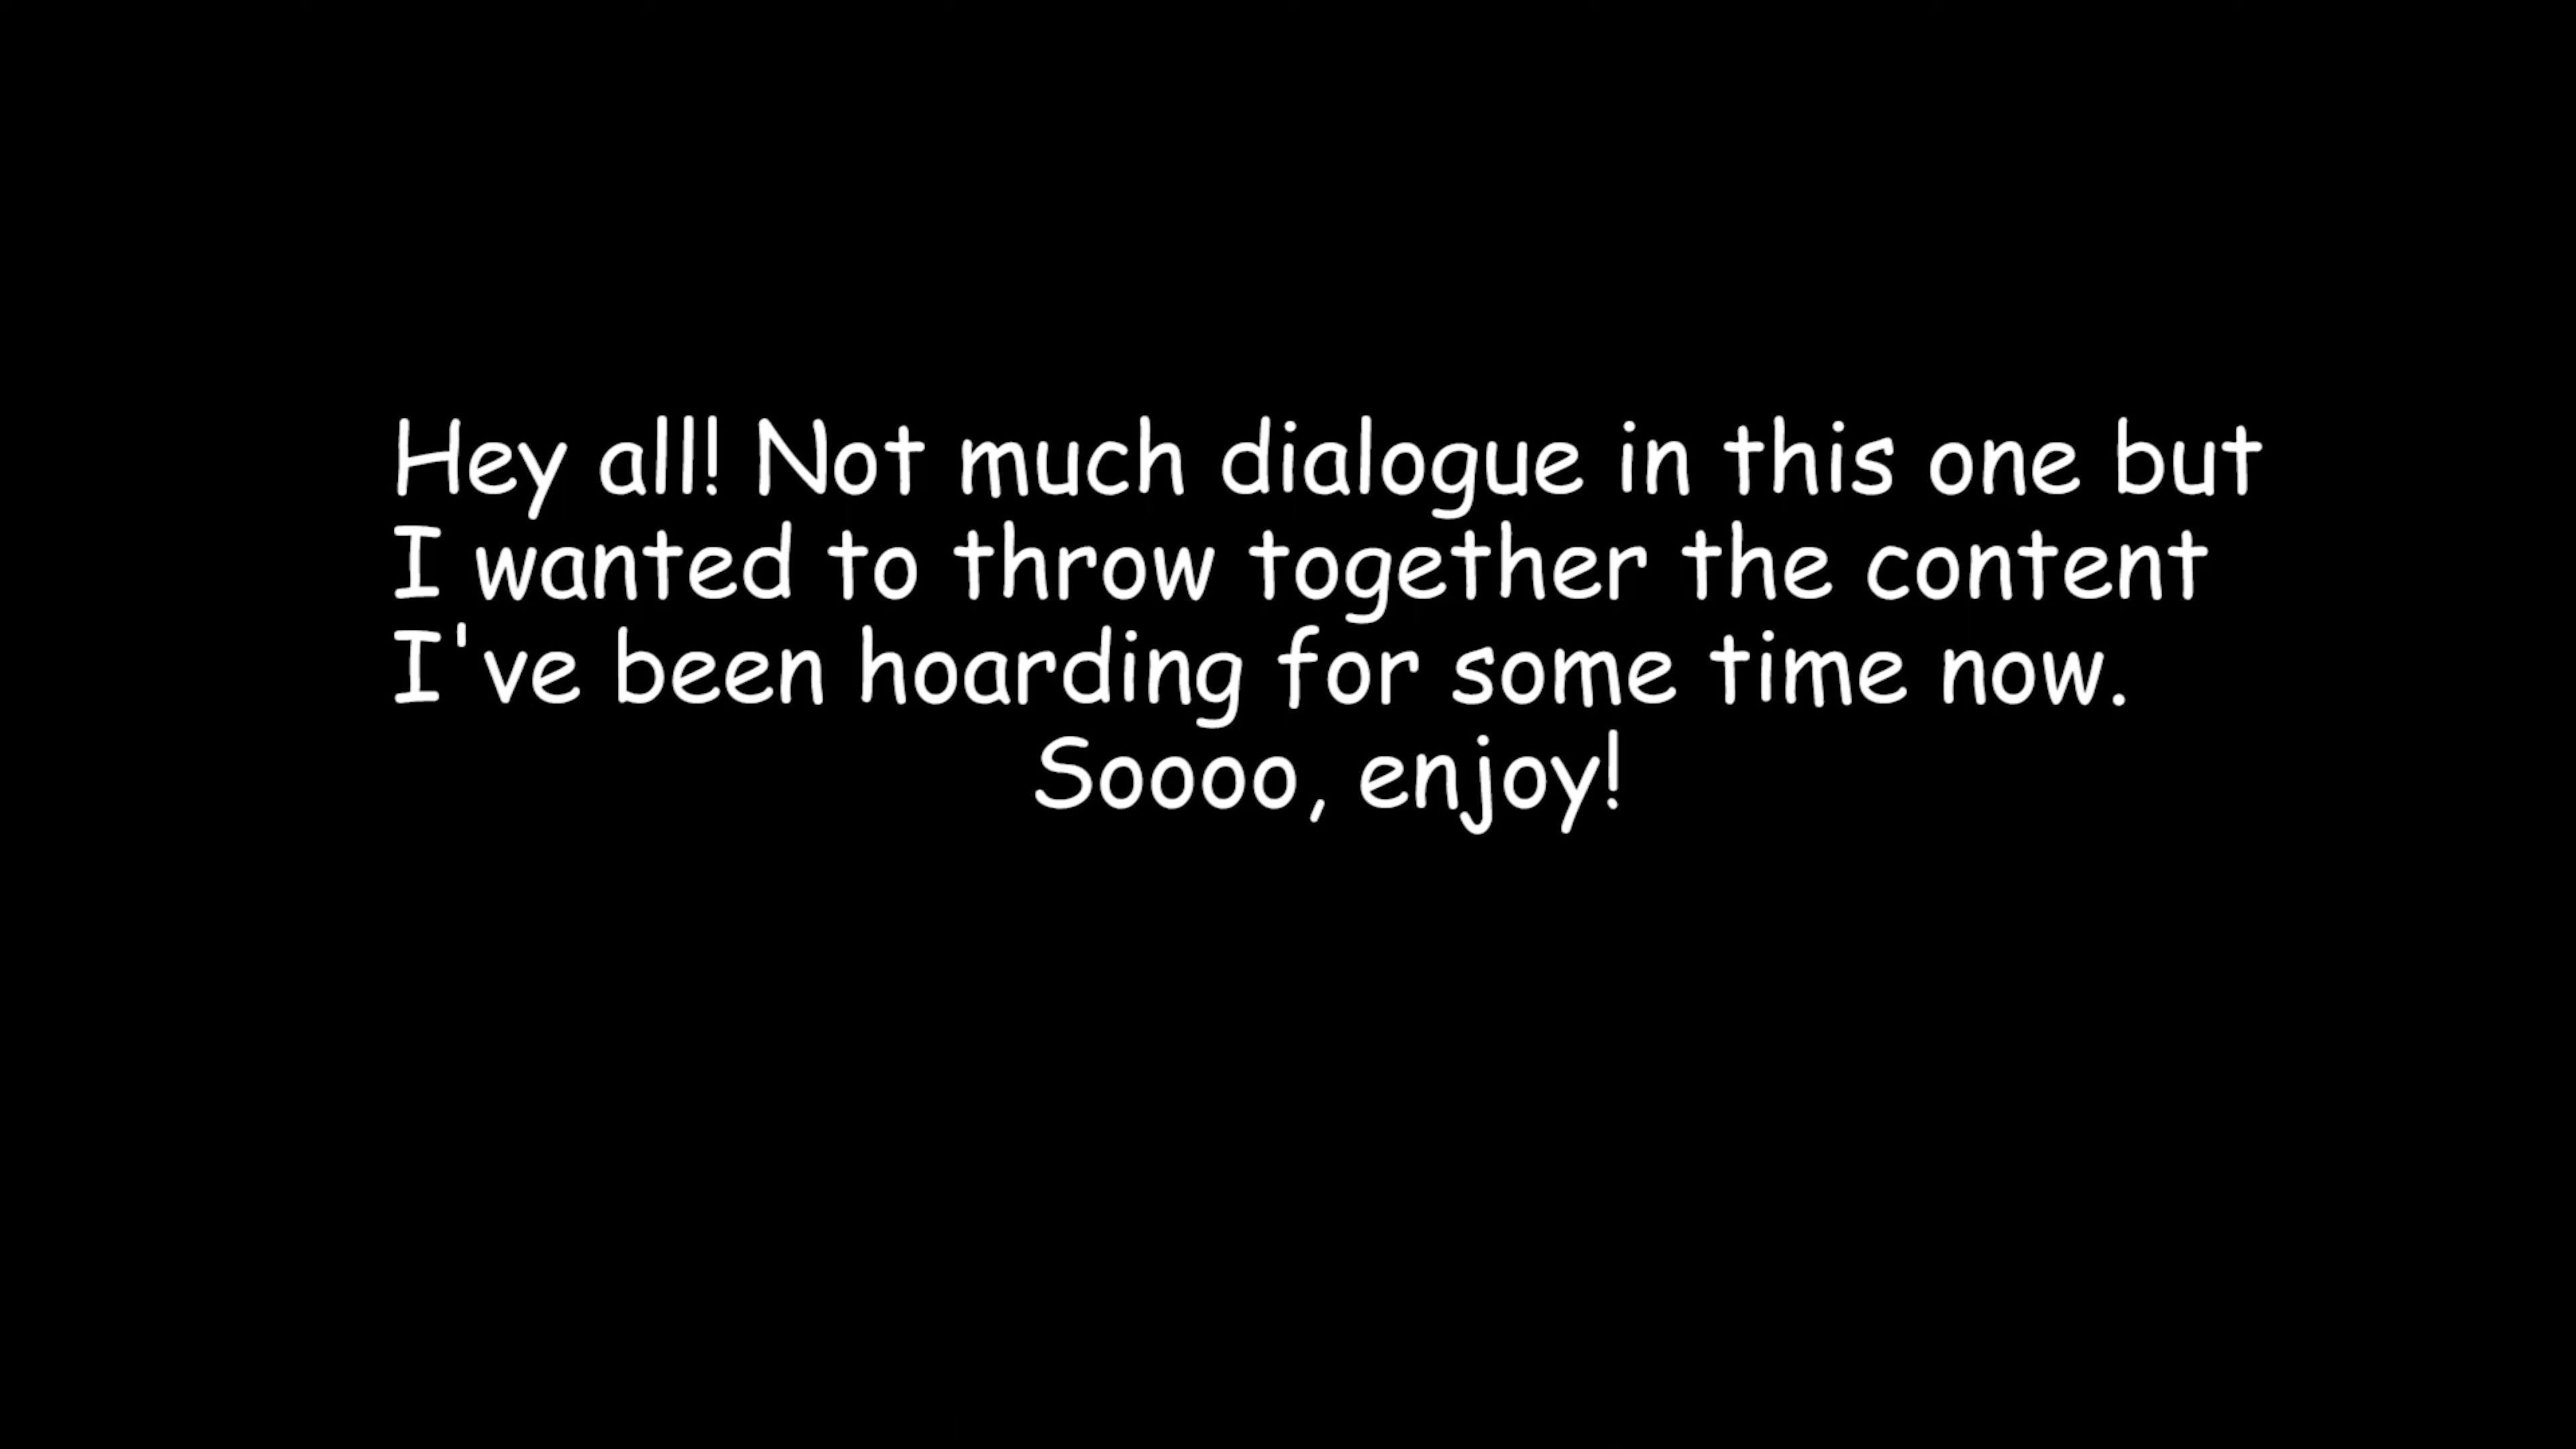 Hey all! Not much dialogue in this one but
I wanted to throw together the content
I've been hoarding for some time now.
Soooo, enjoy!